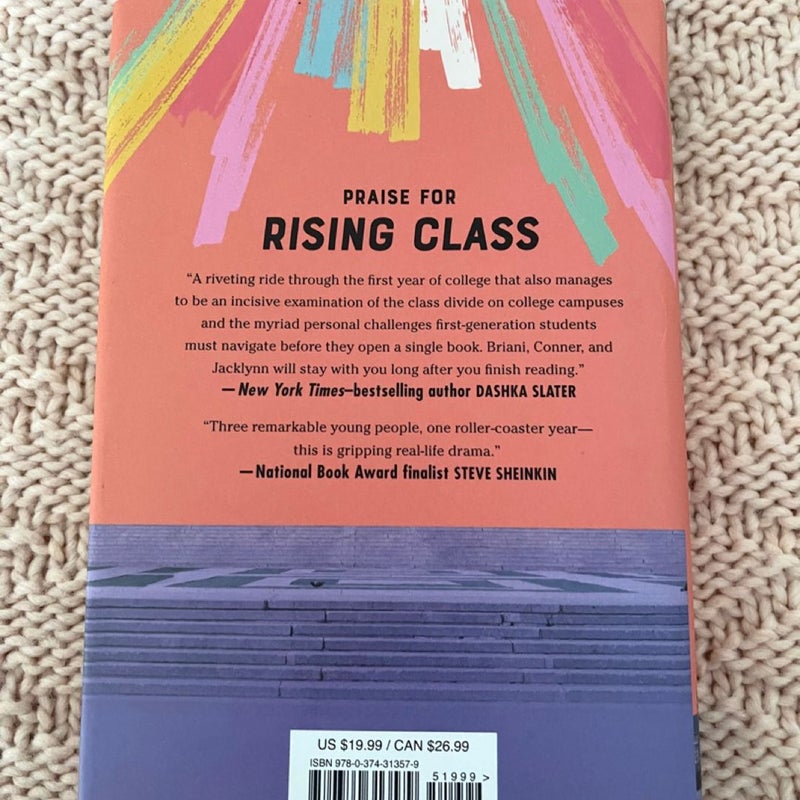 PRAISE FOR
RISING CLASS
“A riveting ride through the first year of college that also manages
to be an incisive examination of the class divide on college campuses
and the myriad personal challenges first-generation students
must navigate before they open a single book. Briani, Conner, and
Jacklynn will stay with you long after you finish reading.”
—New York Times–bestselling author DASHKA SLATER
“Three remarkable young people, one roller-coaster year—
this is gripping real-life drama.”
—National Book Award finalist STEVE SHEINKIN
US $19.99 / CAN $26.99
ISBN 978-0-374-31357-9
51999>